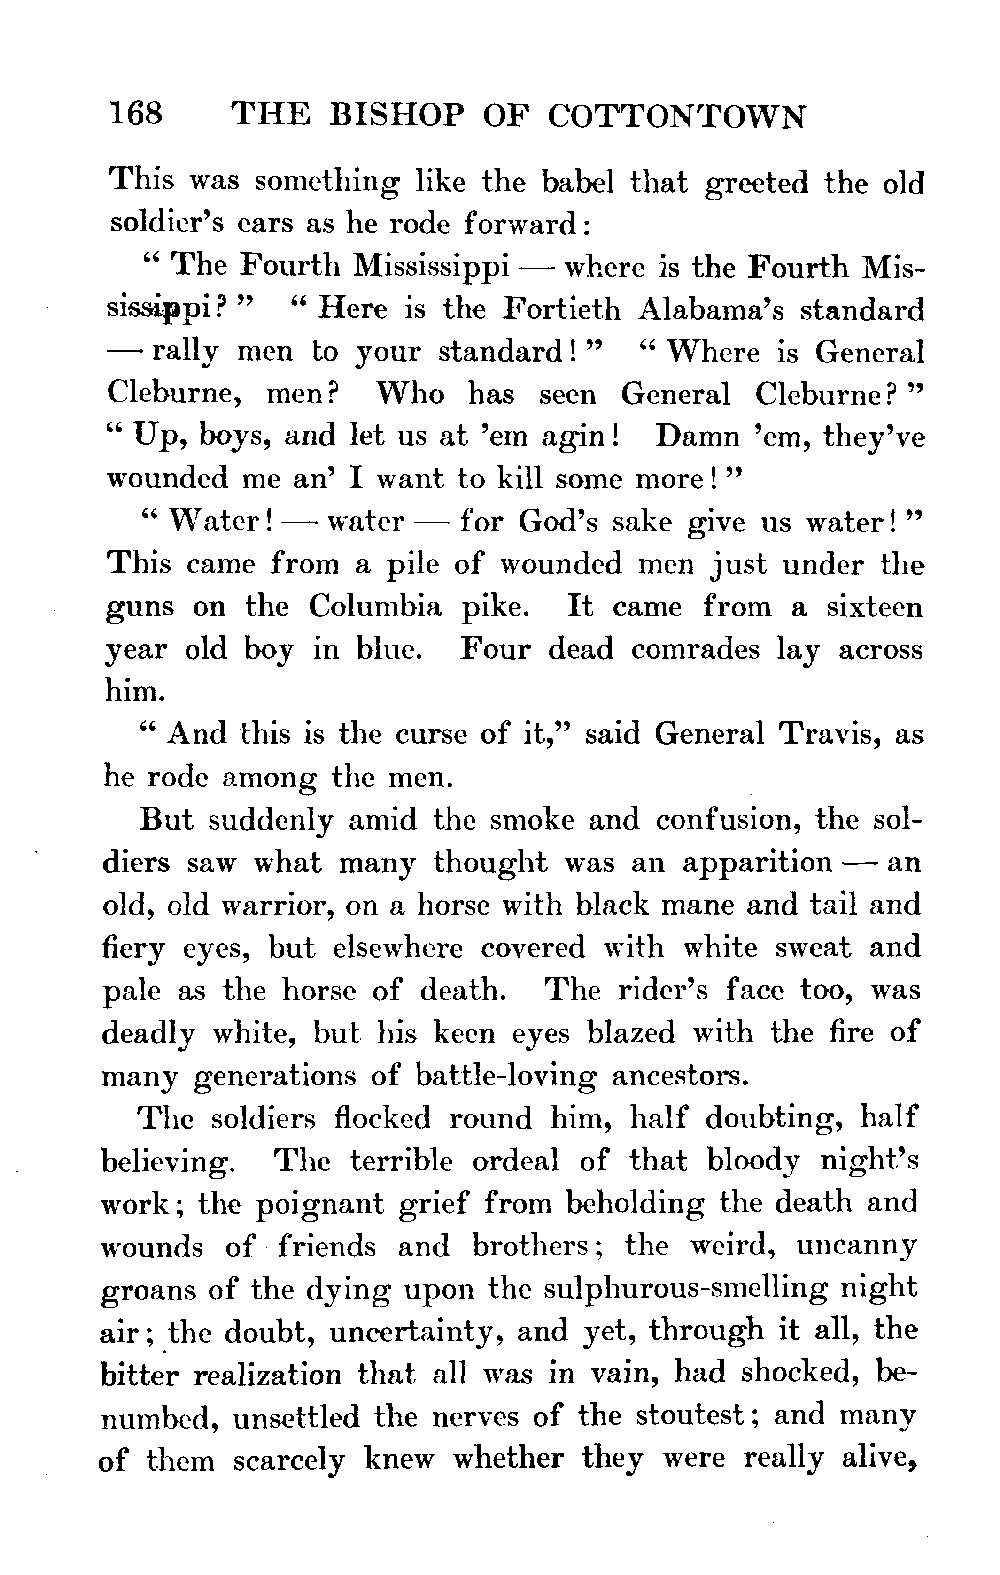 168 THE BISHOP OF COTTONTOWN
This was something like the babel that greeted the old
soldier's ears as he rode forward:
" The Fourth Mississippi — where is the Fourth Mis-
sissippi? " " Here is the Fortieth Alabama's standard
— rally men to your standard! " " Where is General
Cleburne, men? Who has seen General Cleburne? "
" Up, boys, and let us at 'em agin! Damn 'em, they've
wounded me an' I want to kill some more! "
" Water! — water — for God's sake give us water! "
This came from a pile of wounded men just under the
guns on the Columbia pike. It came from a sixteen
year old boy in blue. Four dead comrades lay across
him.
" And this is the curse of it," said General Travis, as
he rode among the men.
But suddenly amid the smoke and confusion, the sol-
diers saw what many thought was an apparition — an
old, old warrior, on a horse with black mane and tail and
fiery eyes, but elsewhere covered with white sweat and
pale as the horse of death. The rider's face too, was
deadly white, but his keen eyes blazed with the fire of
many generations of battle-loving ancestors.
The soldiers flocked round him, half doubting, half
believing. The terrible ordeal of that bloody night's
work; the poignant grief from beholding the death and
wounds of friends and brothers; the weird, uncanny
groans of the dying upon the sulphurous-smelling night
air; the doubt, uncertainty, and yet, through it all, the
bitter realization that all was in vain, had shocked, be-
numbed, unsettled the nerves of the stoutest; and many
of them scarcely knew whether they were really alive,